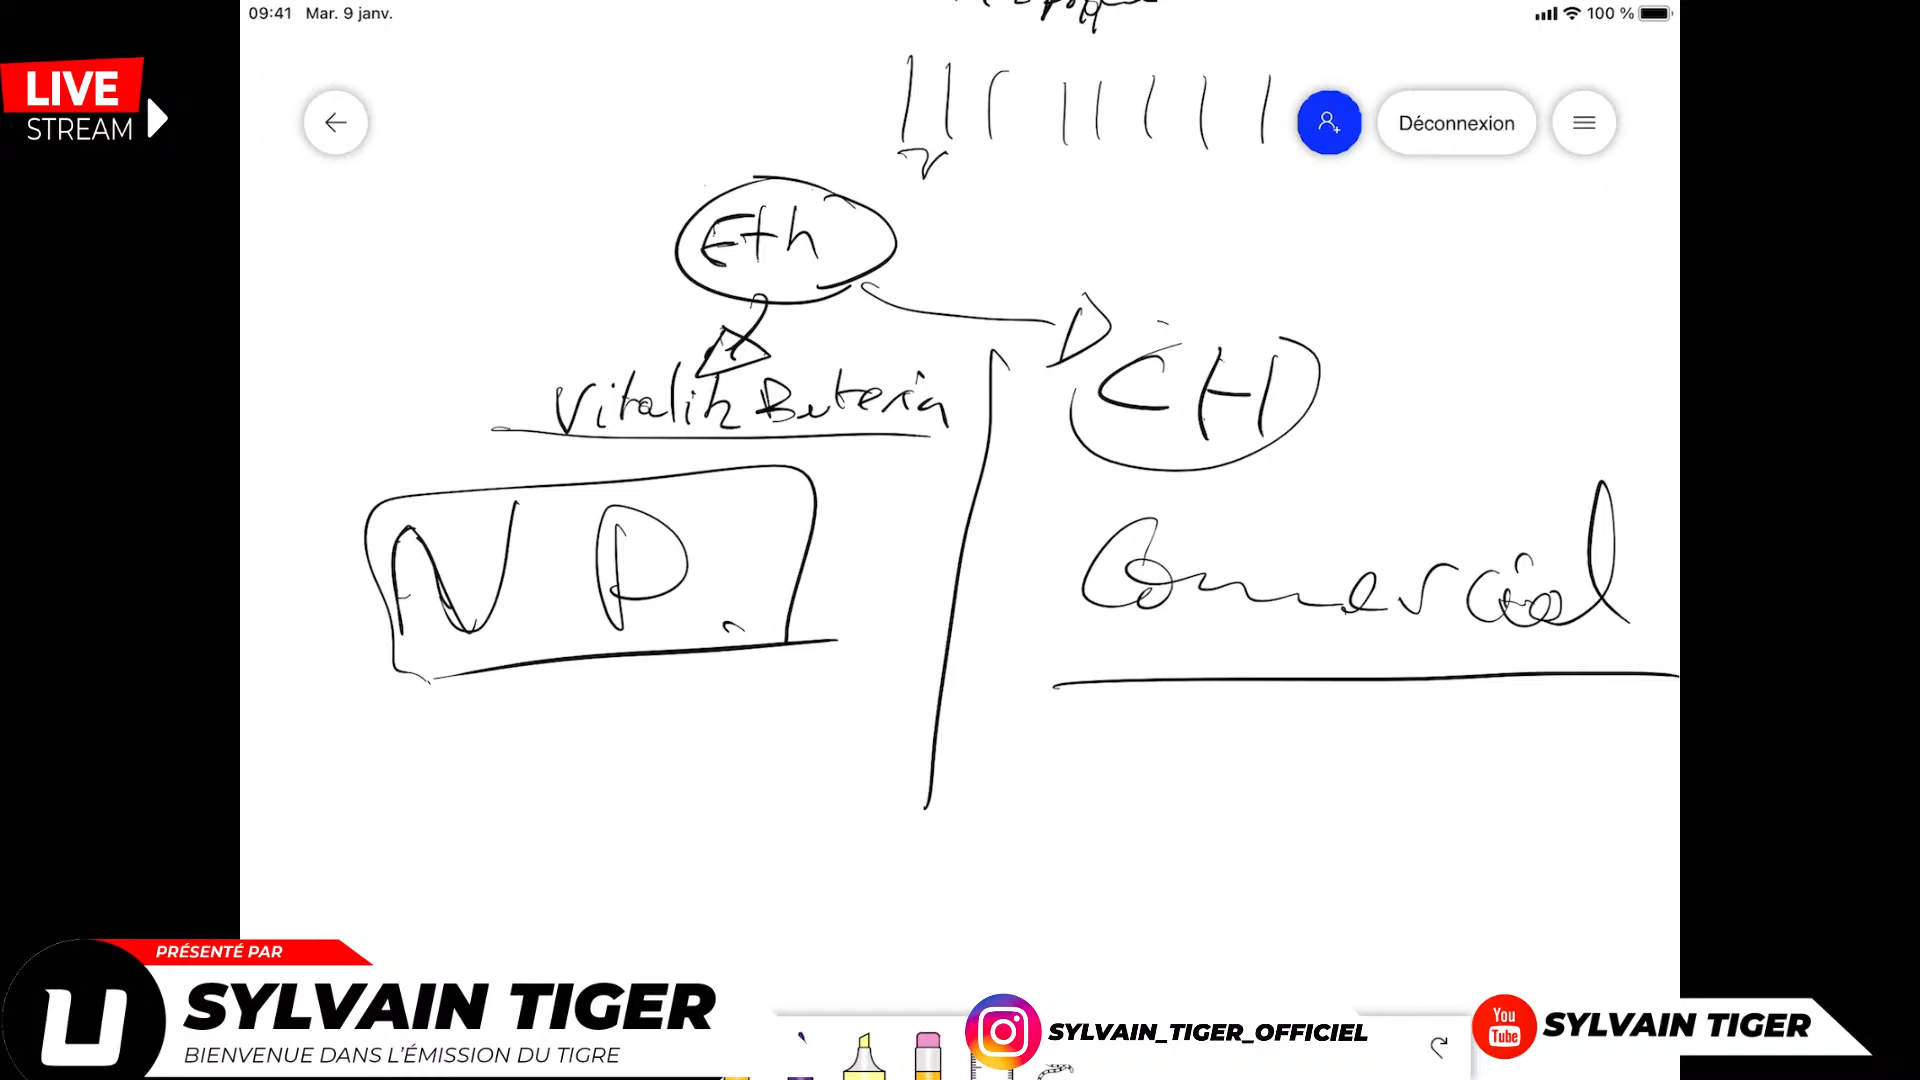 09:41 Mar. 9 janv.
100 %
LIVE
STREAM
Déconnexion
Eth
Vitalik Buterin
CH
N P.
Comercial
PRÉSENTÉ PAR
SYLVAIN TIGER
BIENVENUE DANS L'ÉMISSION DU TIGRE
SYLVAIN_TIGER_OFFICIEL
You
Tube
SYLVAIN TIGER